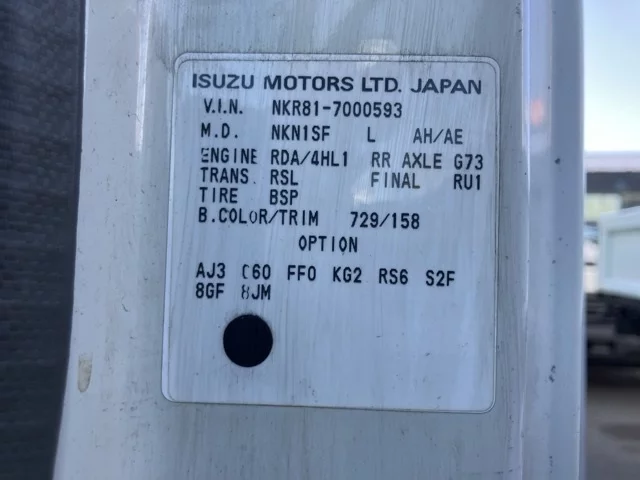 ISUZU MOTORS LTD. JAPAN
V.I.N. NKR81-7000593
M.D. NKN1SF L AH/AE
ENGINE RDA/4HL1 RR AXLE G73
TRANS. RSL FINAL RU1
TIRE BSP
B.COLOR/TRIM 729/158
OPTION
AJ3 C60 FF0 KG2 RS6 S2F
8GF 8JM